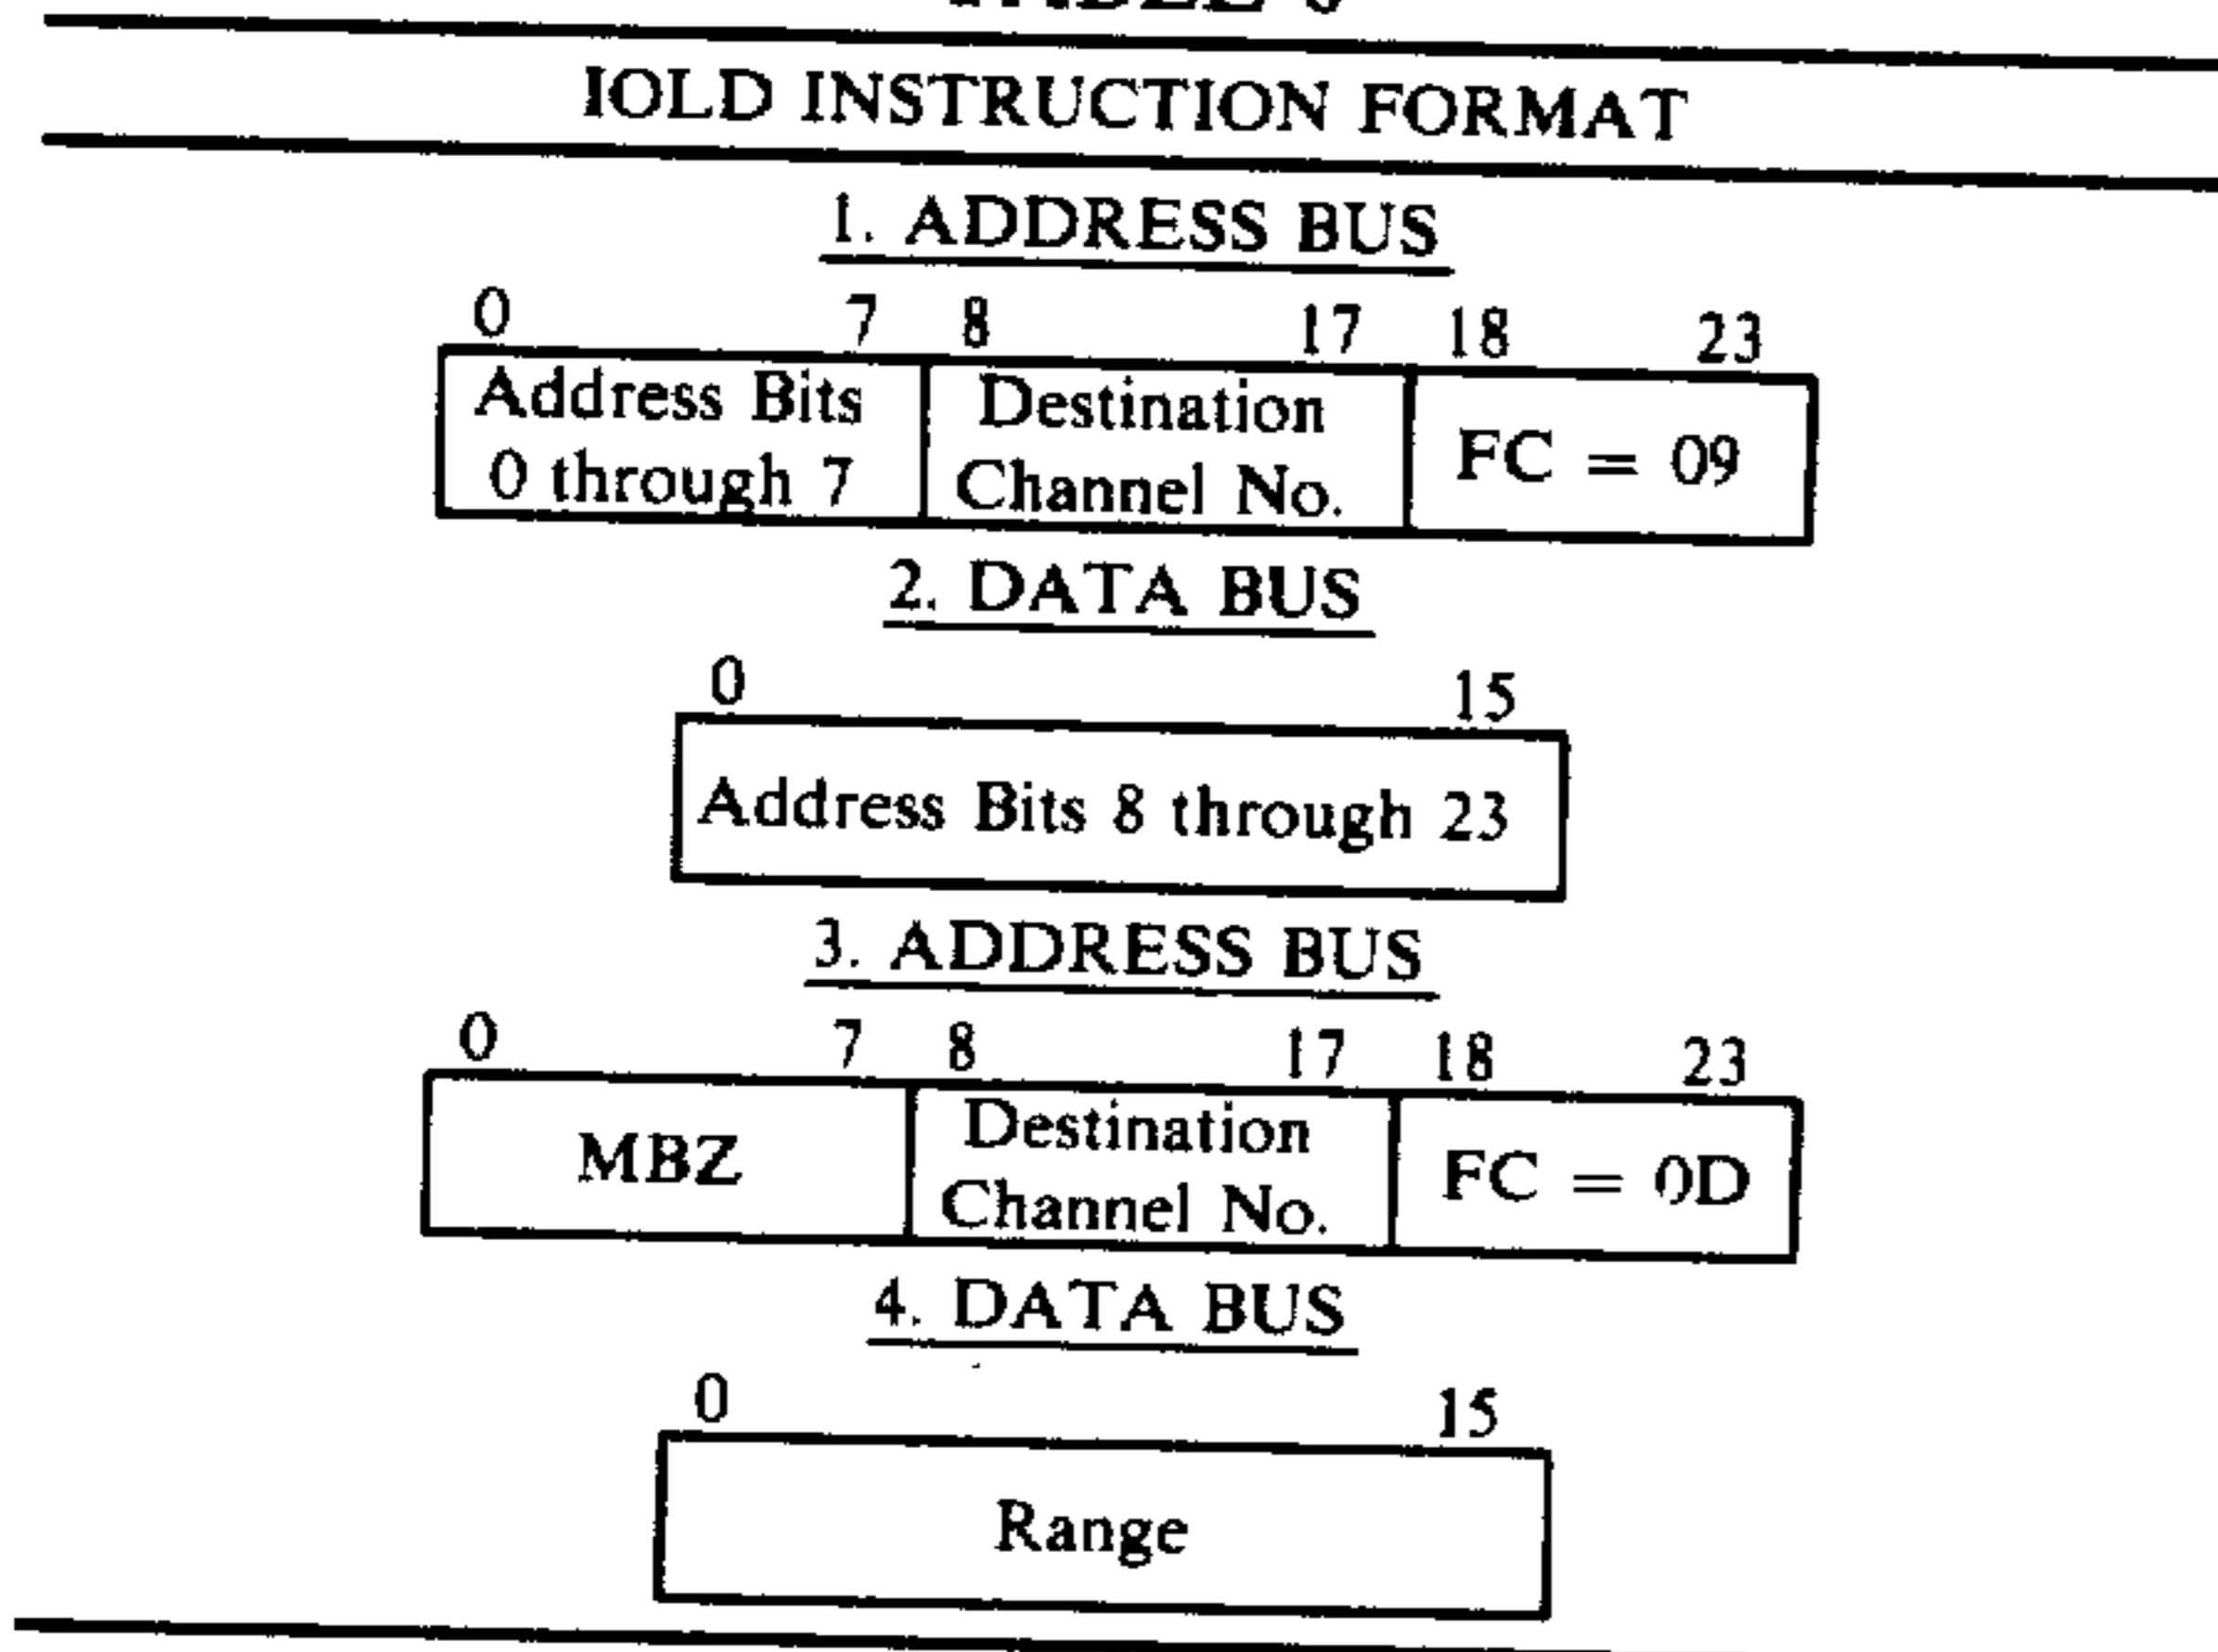 IOLD INSTRUCTION FORMAT
1. ADDRESS BUS
0 7 8 17 18 23
Address Bits
0 through 7
Destination
Channel No.
FC = 09
2. DATA BUS
0 15
Address Bits 8 through 23
3. ADDRESS BUS
0 7 8 17 18 23
MBZ
Destination
Channel No.
FC = 0D
4. DATA BUS
0 15
Range